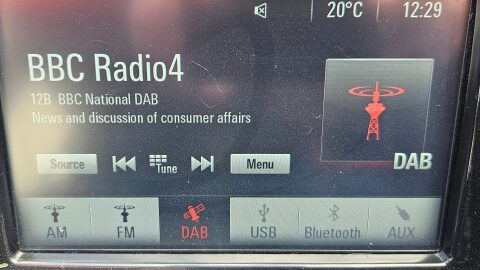 20°C 12:29
BBC Radio4
12B BBC National DAB
News and discussion of consumer affairs
DAB
Source Tune Menu
AM FM DAB USB Bluetooth AUX